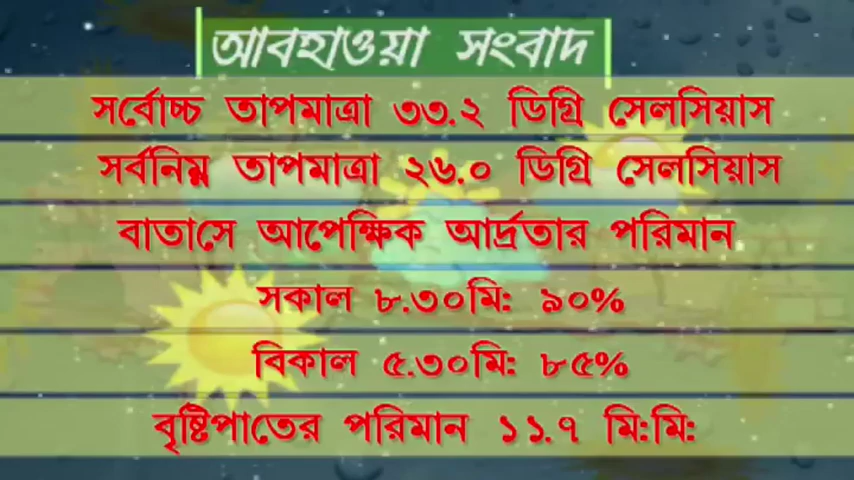 আবহাওয়া সংবাদ
সর্বোচ্চ তাপমাত্রা ৩৩.২ ডিগ্রি সেলসিয়াস
সর্বনিম্ন তাপমাত্রা ২৬.০ ডিগ্রি সেলসিয়াস
বাতাসে আপেক্ষিক আর্দ্রতার পরিমান
সকাল ৮.৩০মি: ৯০%
বিকাল ৫.৩০মি: ৮৫%
বৃষ্টিপাতের পরিমান ১১.৭ মি:মি: